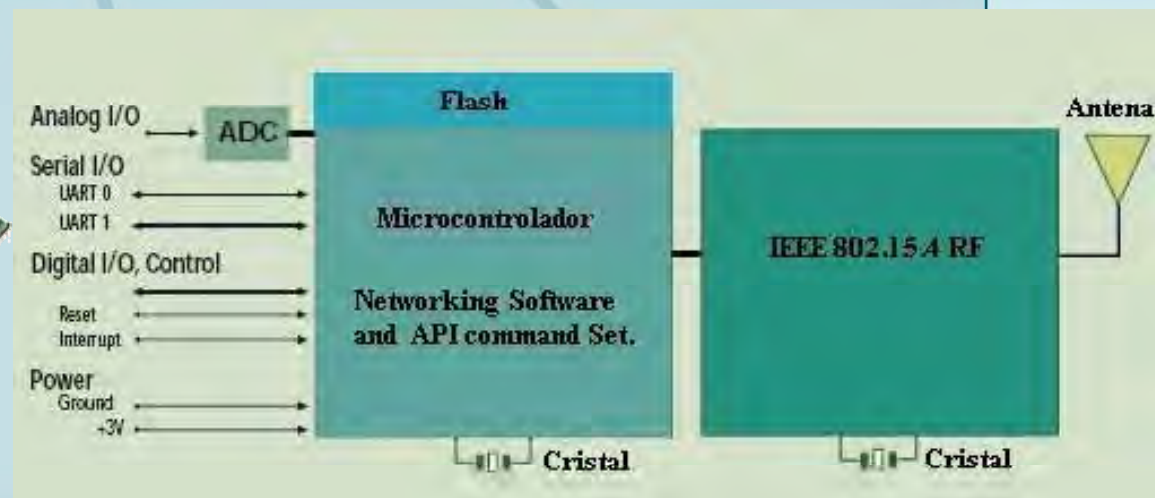 Analog I/O
ADC
Serial I/O
UART 0
UART 1
Digital I/O, Control
Reset
Interrupt
Power
Ground
+3V
Flash
Microcontrolador
Networking Software
and API command Set.
Cristal
IEEE 802.15.4 RF
Cristal
Antena